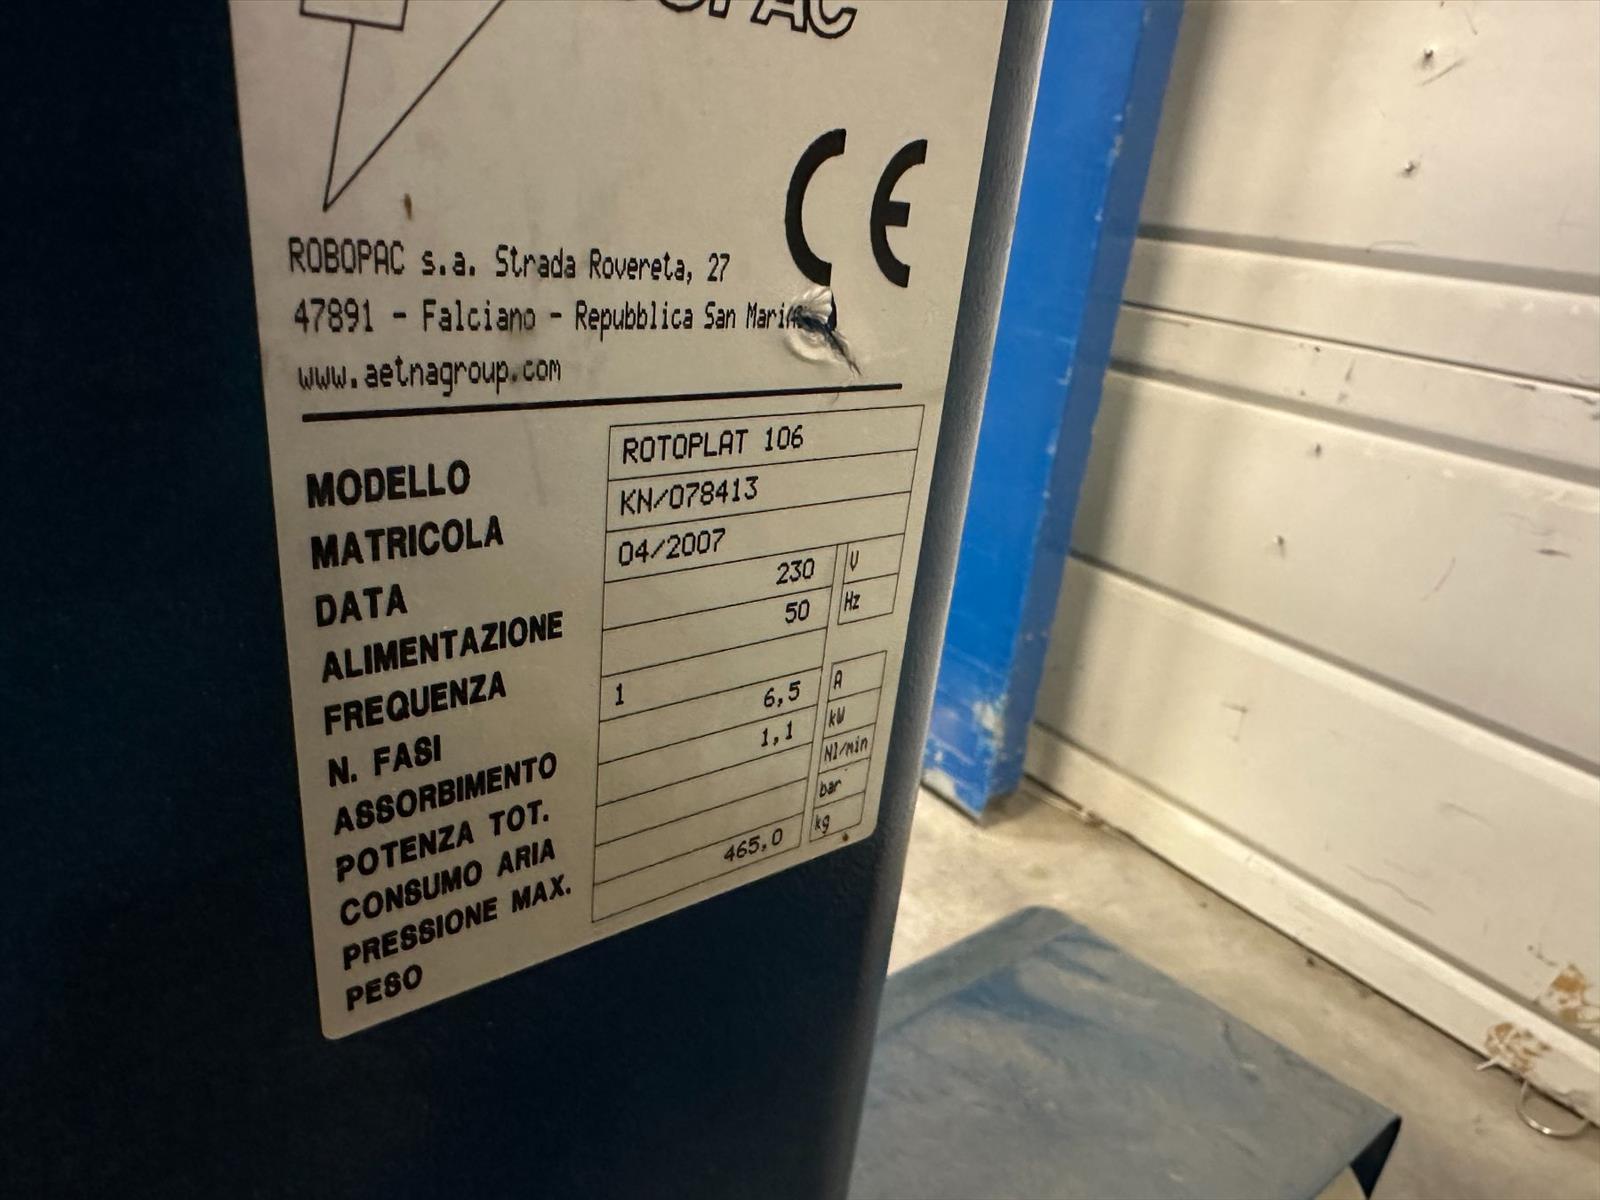 ROBOPAC
CE
ROBOPAC s.a. Strada Rovereta, 27
47891 - Falciano - Repubblica San Marino
www.aetnagroup.com
MODELLO ROTOPLAT 106
MATRICOLA KN/078413
DATA 04/2007
ALIMENTAZIONE 230 V
FREQUENZA 50 Hz
N. FASI 1
ASSORBIMENTO 6,5 A
POTENZA TOT. 1,1 kW
CONSUMO ARIA Nl/min
PRESSIONE MAX. bar
PESO 465,0 kg